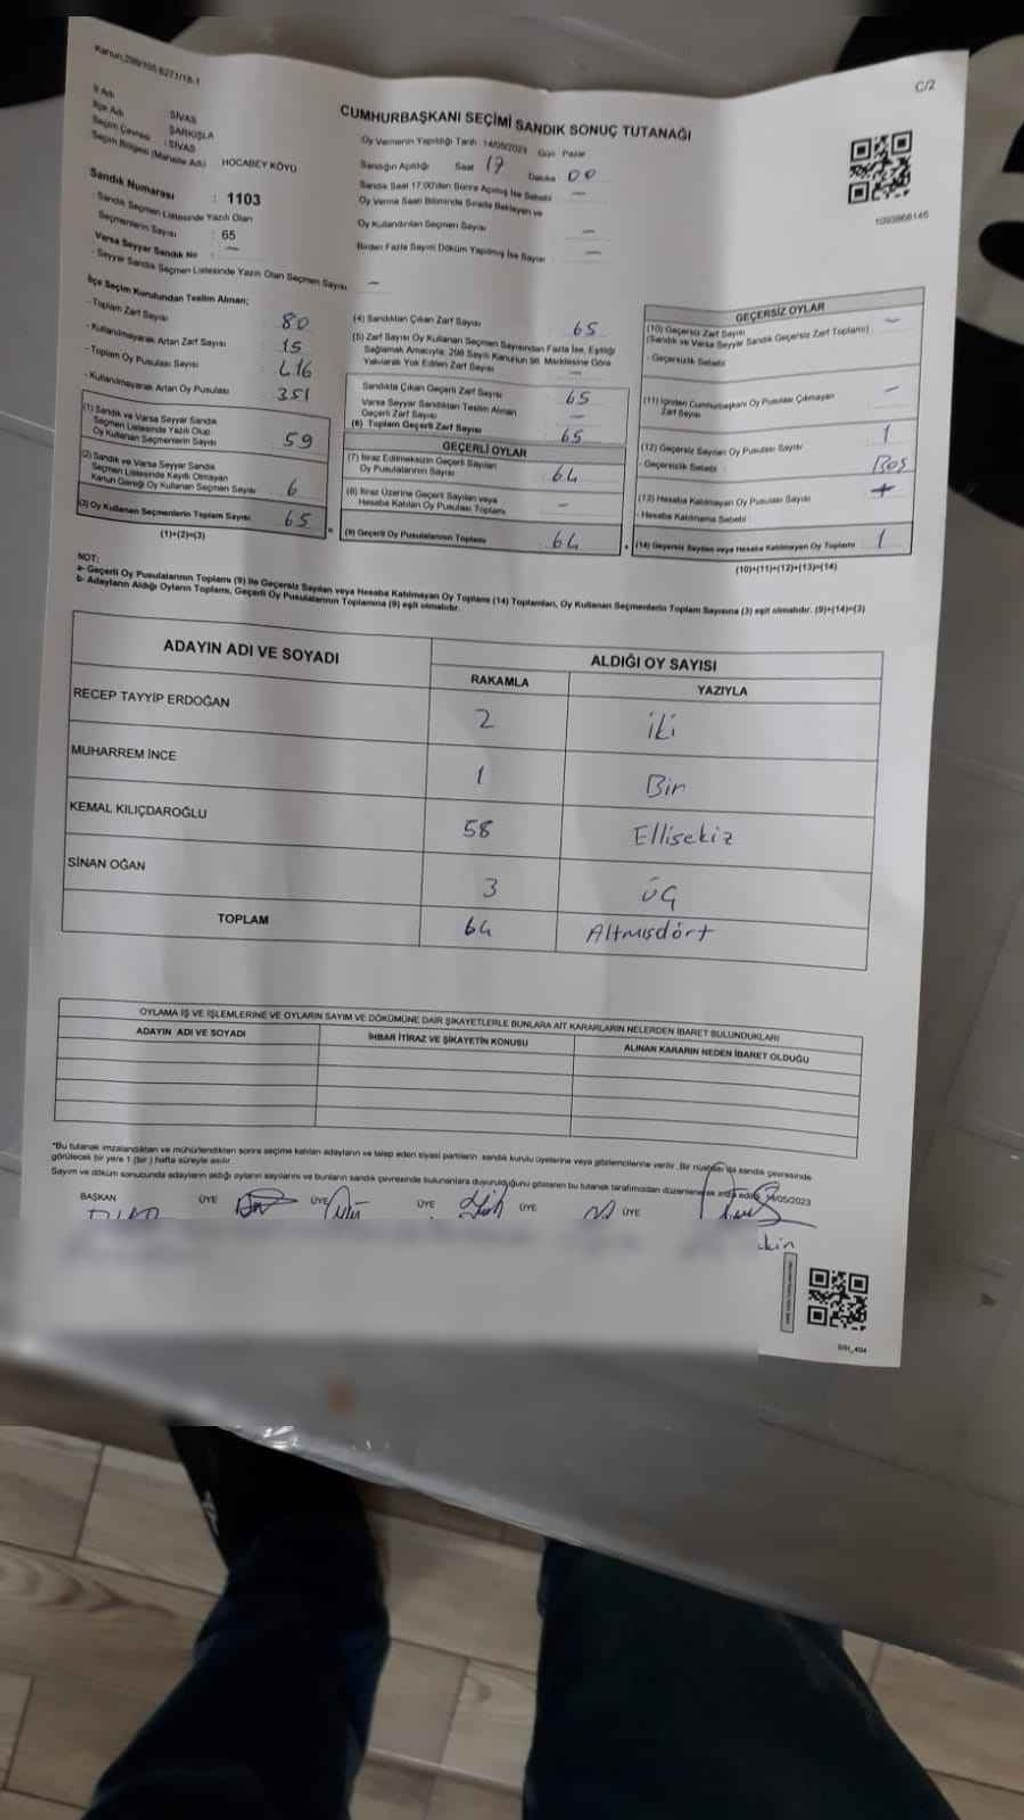 Kanun:298/105 6271/18-1
C/2
CUMHURBAŞKANI SEÇİMİ SANDIK SONUÇ TUTANAĞI
İl Adı SİVAS
İlçe Adı ŞARKIŞLA
Seçim Çevresi : SİVAS
Seçim Bölgesi (Mahalle Adı) HOCABEY KÖYÜ
Sandık Numarası : 1103
- Sandık Seçmen Listesinde Yazılı Olan
Seçmenlerin Sayısı : 65
Varsa Seyyar Sandık No : —
- Seyyar Sandık Seçmen Listesinde Yazılı Olan Seçmen Sayısı —
Oy Vermenin Yapıldığı Tarih 14/05/2023 Gün Pazar
Sandığın Açıldığı Saat 17 Dakika 00
Sandık Saat 17.00'den Sonra Açılmış İse Sebebi —
Oy Verme Saati Bitiminde Sırada Bekleyen ve
Oy Kullandırılan Seçmen Sayısı —
Birden Fazla Sayım Döküm Yapılmış İse Sayısı —
İlçe Seçim Kurulundan Teslim Alınan;
- Toplam Zarf Sayısı 80
- Kullanılmayarak Artan Zarf Sayısı 15
- Toplam Oy Pusulası Sayısı 416
- Kullanılmayarak Artan Oy Pusulası 351
(1) Sandık ve Varsa Seyyar Sandık
Seçmen Listesinde Yazılı Olup
Oy Kullanan Seçmenlerin Sayısı 59
(2) Sandık ve Varsa Seyyar Sandık
Seçmen Listesinde Kayıtlı Olmayan
Kanun Gereği Oy Kullanan Seçmen Sayısı 6
(3) Oy Kullanan Seçmenlerin Toplam Sayısı 65
(1)+(2)=(3)
(4) Sandıktan Çıkan Zarf Sayısı 65
(5) Zarf Sayısı Oy Kullanan Seçmen Sayısından Fazla İse, Eşitliği
Sağlamak Amacıyla, 298 Sayılı Kanunun 98. Maddesine Göre
Yakılarak Yok Edilen Zarf Sayısı —
Sandıkta Çıkan Geçerli Zarf Sayısı 65
Varsa Seyyar Sandıktan Teslim Alınan
Geçerli Zarf Sayısı —
(6) Toplam Geçerli Zarf Sayısı 65
GEÇERLİ OYLAR
(7) İtiraz Edilmeksizin Geçerli Sayılan
Oy Pusulalarının Sayısı 64
(8) İtiraz Üzerine Geçerli Sayılan veya
Hesaba Katılan Oy Pusulası Toplamı —
(9) Geçerli Oy Pusulalarının Toplamı 64
GEÇERSİZ OYLAR
(10) Geçersiz Zarf Sayısı —
(Sandık ve Varsa Seyyar Sandık Geçersiz Zarf Toplamı)
- Geçersizlik Sebebi
(11) İçinden Cumhurbaşkanı Oy Pusulası Çıkmayan —
Zarf Sayısı
(12) Geçersiz Sayılan Oy Pusulası Sayısı 1
- Geçersizlik Sebebi Boş
(13) Hesaba Katılmayan Oy Pusulası Sayısı
- Hesaba Katılmama Sebebi
(14) Geçersiz Sayılan veya Hesaba Katılmayan Oy Toplamı 1
(10)+(11)+(12)+(13)=(14)
1093868146
NOT:
a- Geçerli Oy Pusulalarının Toplamı (9) ile Geçersiz Sayılan veya Hesaba Katılmayan Oy Toplamı (14) Toplamları, Oy Kullanan Seçmenlerin Toplam Sayısına (3) eşit olmalıdır. (9)+(14)=(3)
b- Adayların Aldığı Oyların Toplamı, Geçerli Oy Pusulalarının Toplamına (9) eşit olmalıdır.
ADAYIN ADI VE SOYADI ALDIĞI OY SAYISI
RAKAMLA YAZIYLA
RECEP TAYYİP ERDOĞAN 2 iki
MUHARREM İNCE 1 Bir
KEMAL KILIÇDAROĞLU 58 Ellisekiz
SİNAN OĞAN 3 üç
TOPLAM 64 Altmışdört
OYLAMA İŞ VE İŞLEMLERİNE VE OYLARIN SAYIM VE DÖKÜMÜNE DAİR ŞİKAYETLERLE BUNLARA AİT KARARLARIN NELERDEN İBARET BULUNDUKLARI
ADAYIN ADI VE SOYADI İHBAR İTİRAZ VE ŞİKAYETİN KONUSU ALINAN KARARIN NEDEN İBARET OLDUĞU
*Bu tutanak imzalandıktan ve mühürlendikten sonra seçime katılan adayların ve talep eden siyasi partilerin sandık kurulu üyelerine veya gözlemcilerine verilir. Bir nüshası da sandık çevresinde
görülecek bir yere 1 (bir) hafta süreyle asılır.
Sayım ve döküm sonucunda adayların aldığı oyların sayılarını ve bunların sandık çevresinde bulunanlara duyurulduğunu gösteren bu tutanak tarafımızdan düzenlenerek imza edildi. 14/05/2023
BAŞKAN ÜYE ÜYE ÜYE ÜYE ÜYE